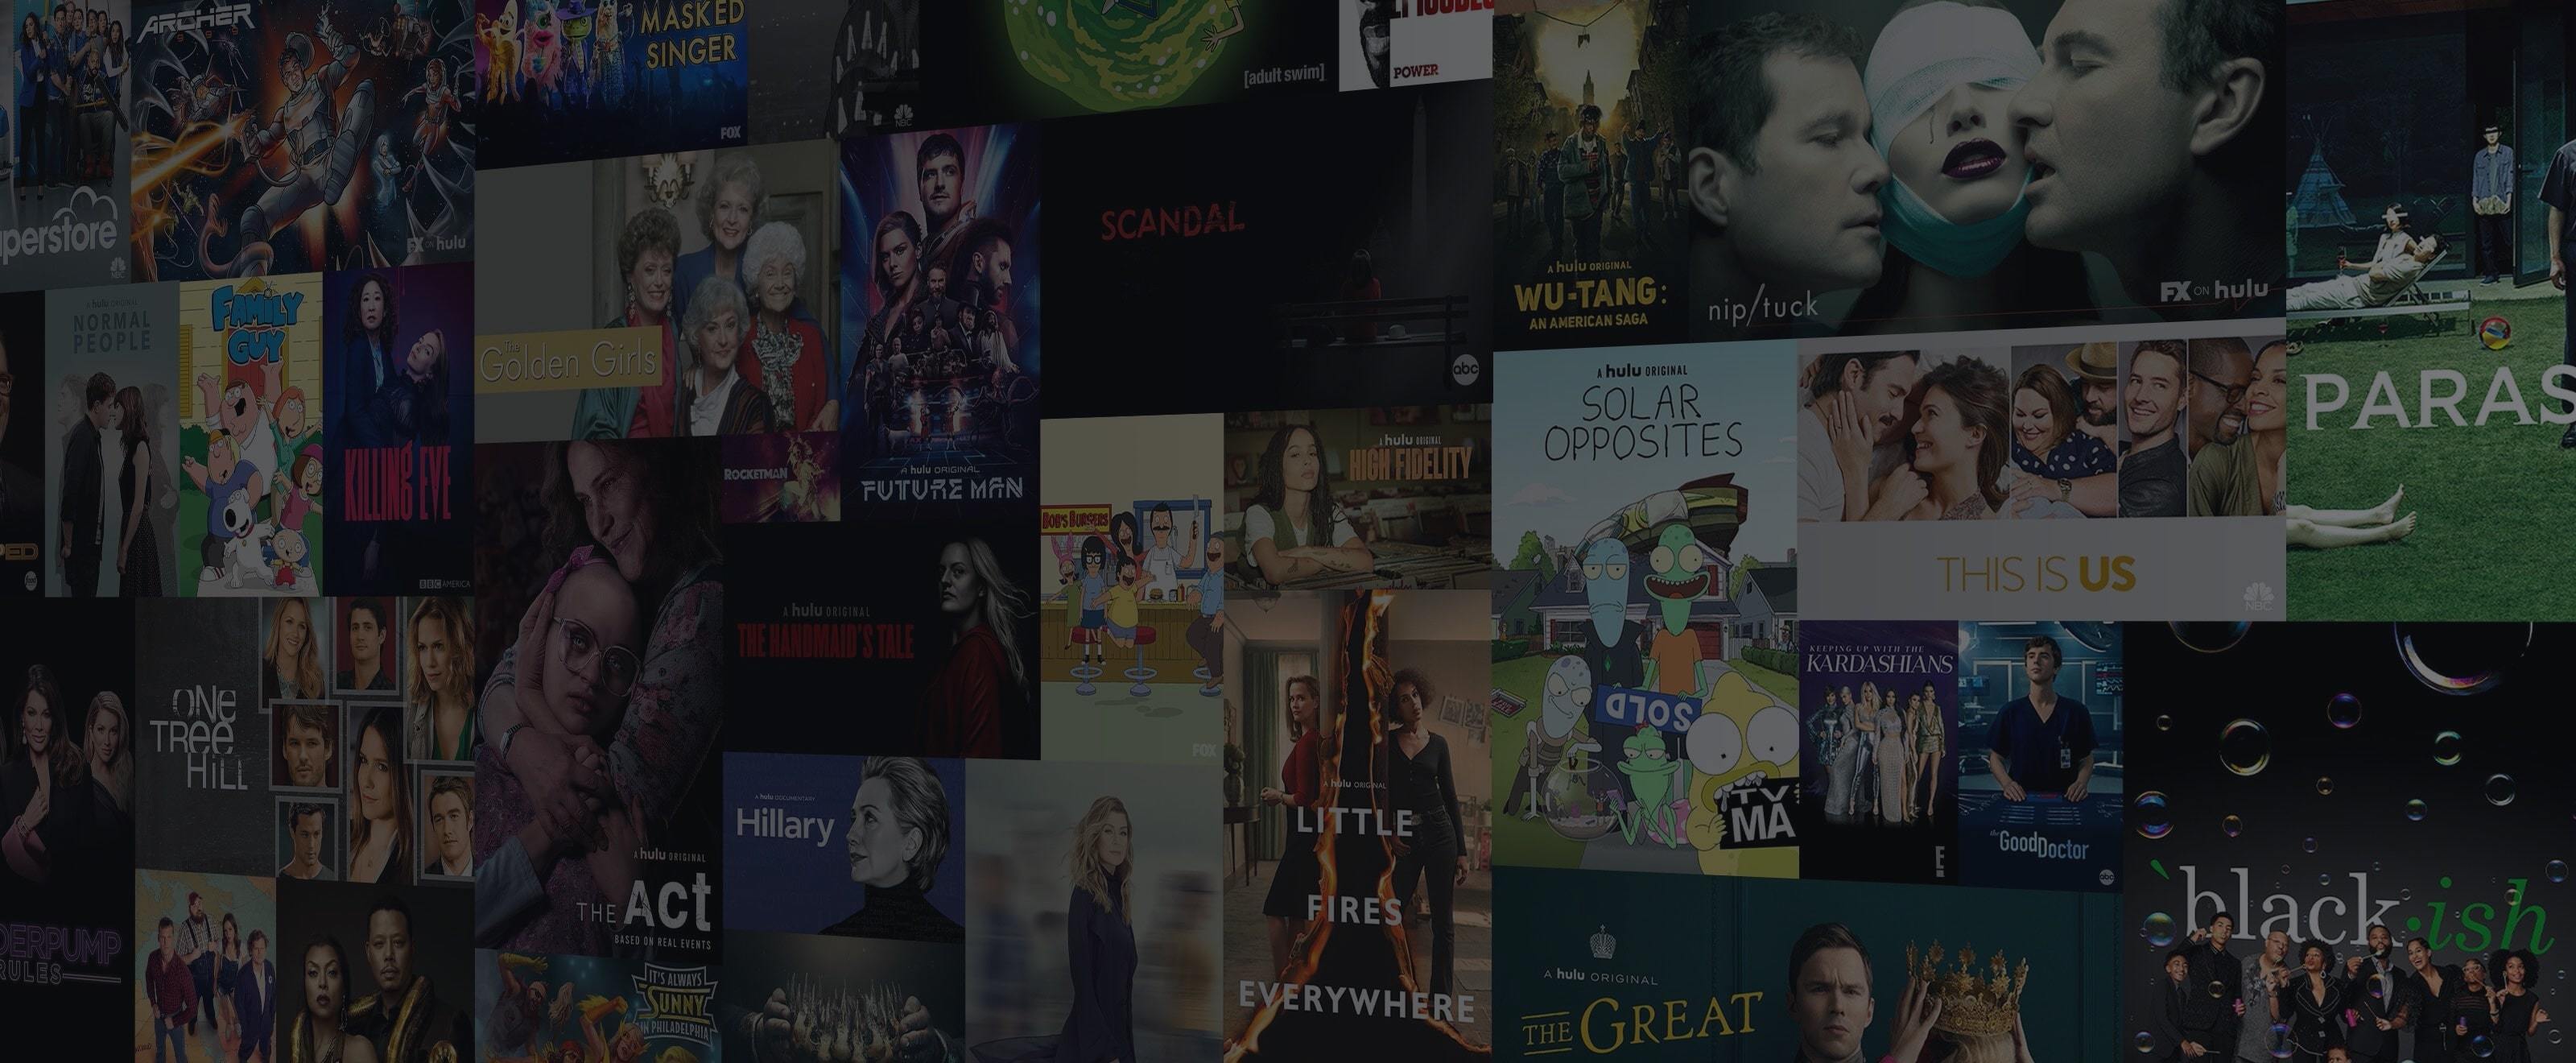 ARCHER
MASKED
SINGER
FOX
NBC
[adult swim]
POWER
perstore
NBC
FX ON hulu
SCANDAL
abc
A hulu ORIGINAL
WU-TANG:
AN AMERICAN SAGA
nip/tuck
FX ON hulu
A hulu ORIGINAL
NORMAL
PEOPLE
FAMILY
GUY
KILLING EVE
BBC AMERICA
The
Golden Girls
ROCKETMAN
A hulu ORIGINAL
FUTURE MAN
BOB'S BURGERS
FOX
A hulu ORIGINAL
HIGH FIDELITY
A hulu ORIGINAL
SOLAR
OPPOSITES
SOLD
TV
MA
THIS IS US
NBC
PARAS
PED
ONE
TREE
HILL
A hulu ORIGINAL
THE ACT
BASED ON REAL EVENTS
A hulu ORIGINAL
THE HANDMAID'S TALE
A hulu DOCUMENTARY
Hillary
A hulu ORIGINAL
LITTLE
FIRES
EVERYWHERE
KEEPING UP WITH THE
KARDASHIANS
E
the GoodDoctor
abc
DERPUMP
RULES
IT'S ALWAYS
SUNNY
IN PHILADELPHIA
A hulu ORIGINAL
THE GREAT
`black·ish